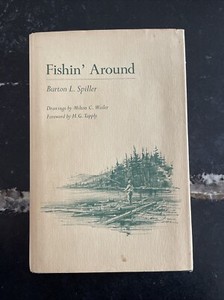 Fishin' Around
Burton L. Spiller
Drawings by Milton C. Weiler
Foreword by H. G. Tapply